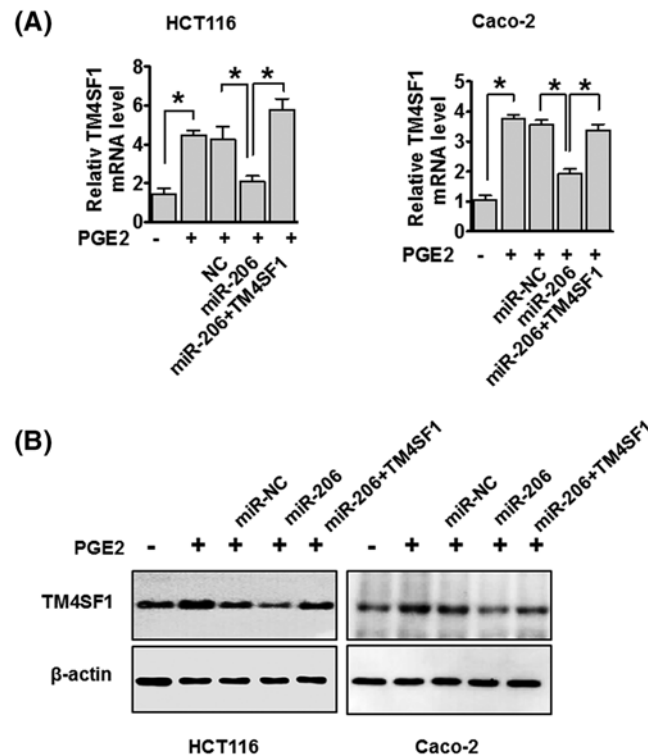 (A)
HCT116
Relative TM4SF1
mRNA level
8
6
4
2
0
*
*
*
PGE2 - + + + +
NC
miR-206
miR-206+TM4SF1
Caco-2
Relative TM4SF1
mRNA level
5
4
3
2
1
0
*
*
*
PGE2 - + + + +
miR-NC
miR-206
miR-206+TM4SF1
(B)
miR-NC
miR-206
miR-206+TM4SF1
miR-NC
miR-206
miR-206+TM4SF1
PGE2 - + + + + - + + + +
TM4SF1
β-actin
HCT116 Caco-2